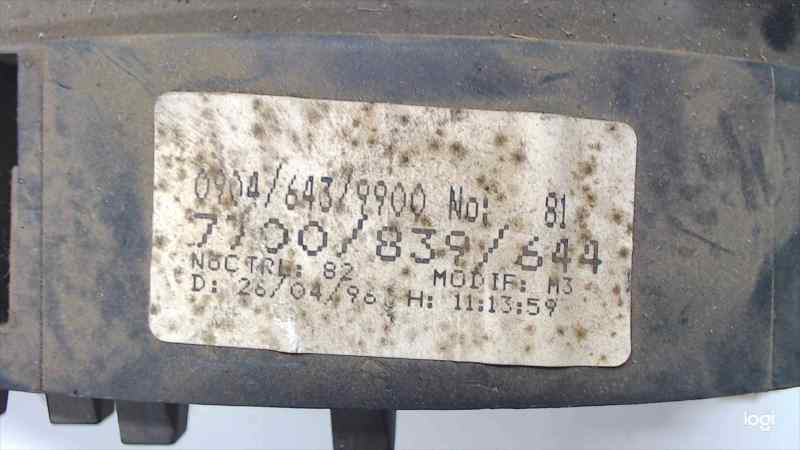 0904/643/9900 No: 81
7700/839/644
NoCTRL: 82 MODIF: M3
D: 26/04/96 H: 11:13:59
logi